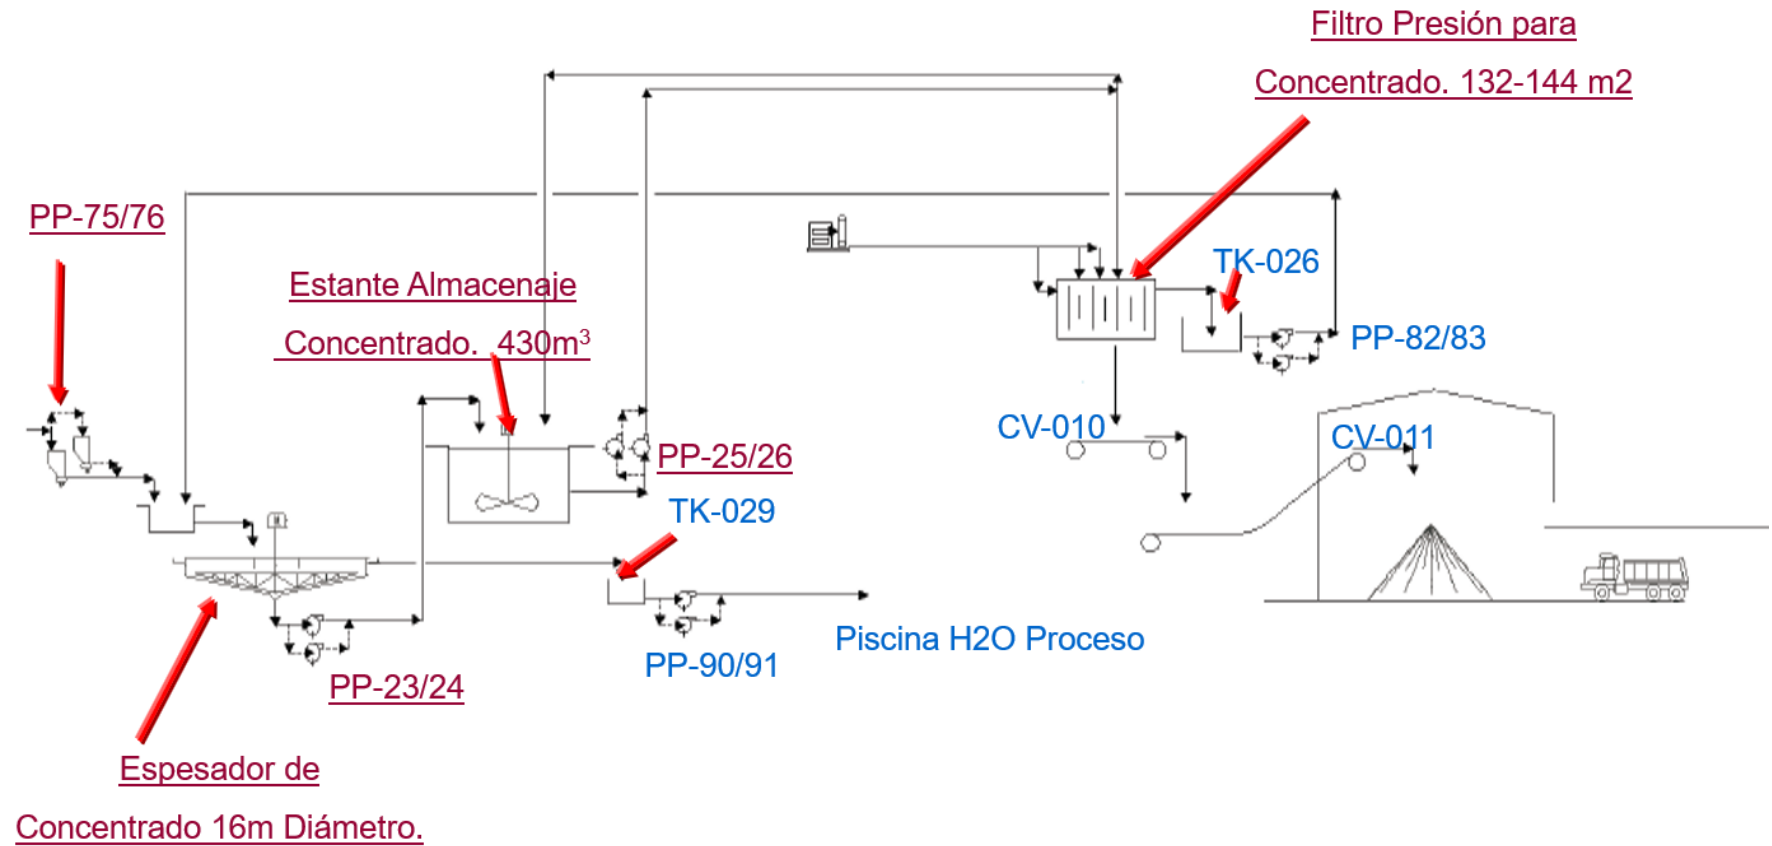 Filtro Presión para
Concentrado. 132-144 m2
PP-75/76
TK-026
Estante Almacenaje
Concentrado. 430m³
PP-82/83
CV-010
CV-011
PP-25/26
TK-029
Piscina H2O Proceso
PP-90/91
PP-23/24
Espesador de
Concentrado 16m Diámetro.